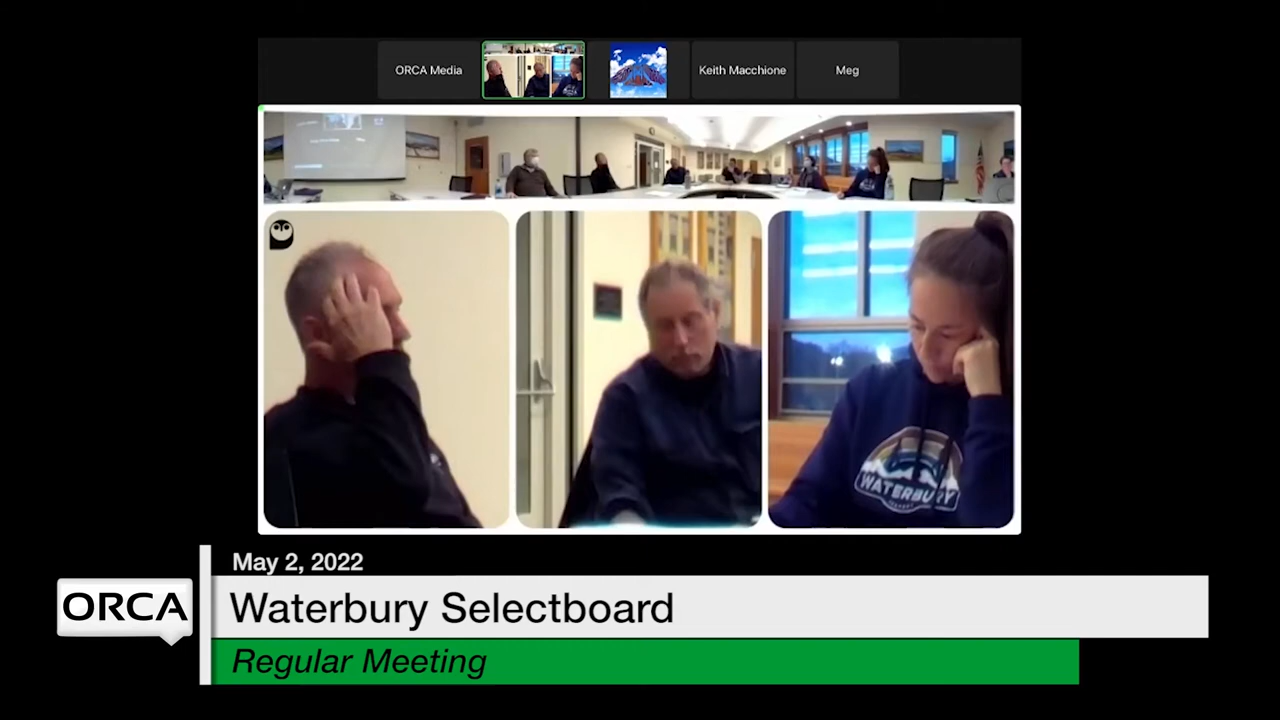 ORCA Media
Keith Macchione
Meg
WATERBURY
May 2, 2022
ORCA
Waterbury Selectboard
Regular Meeting